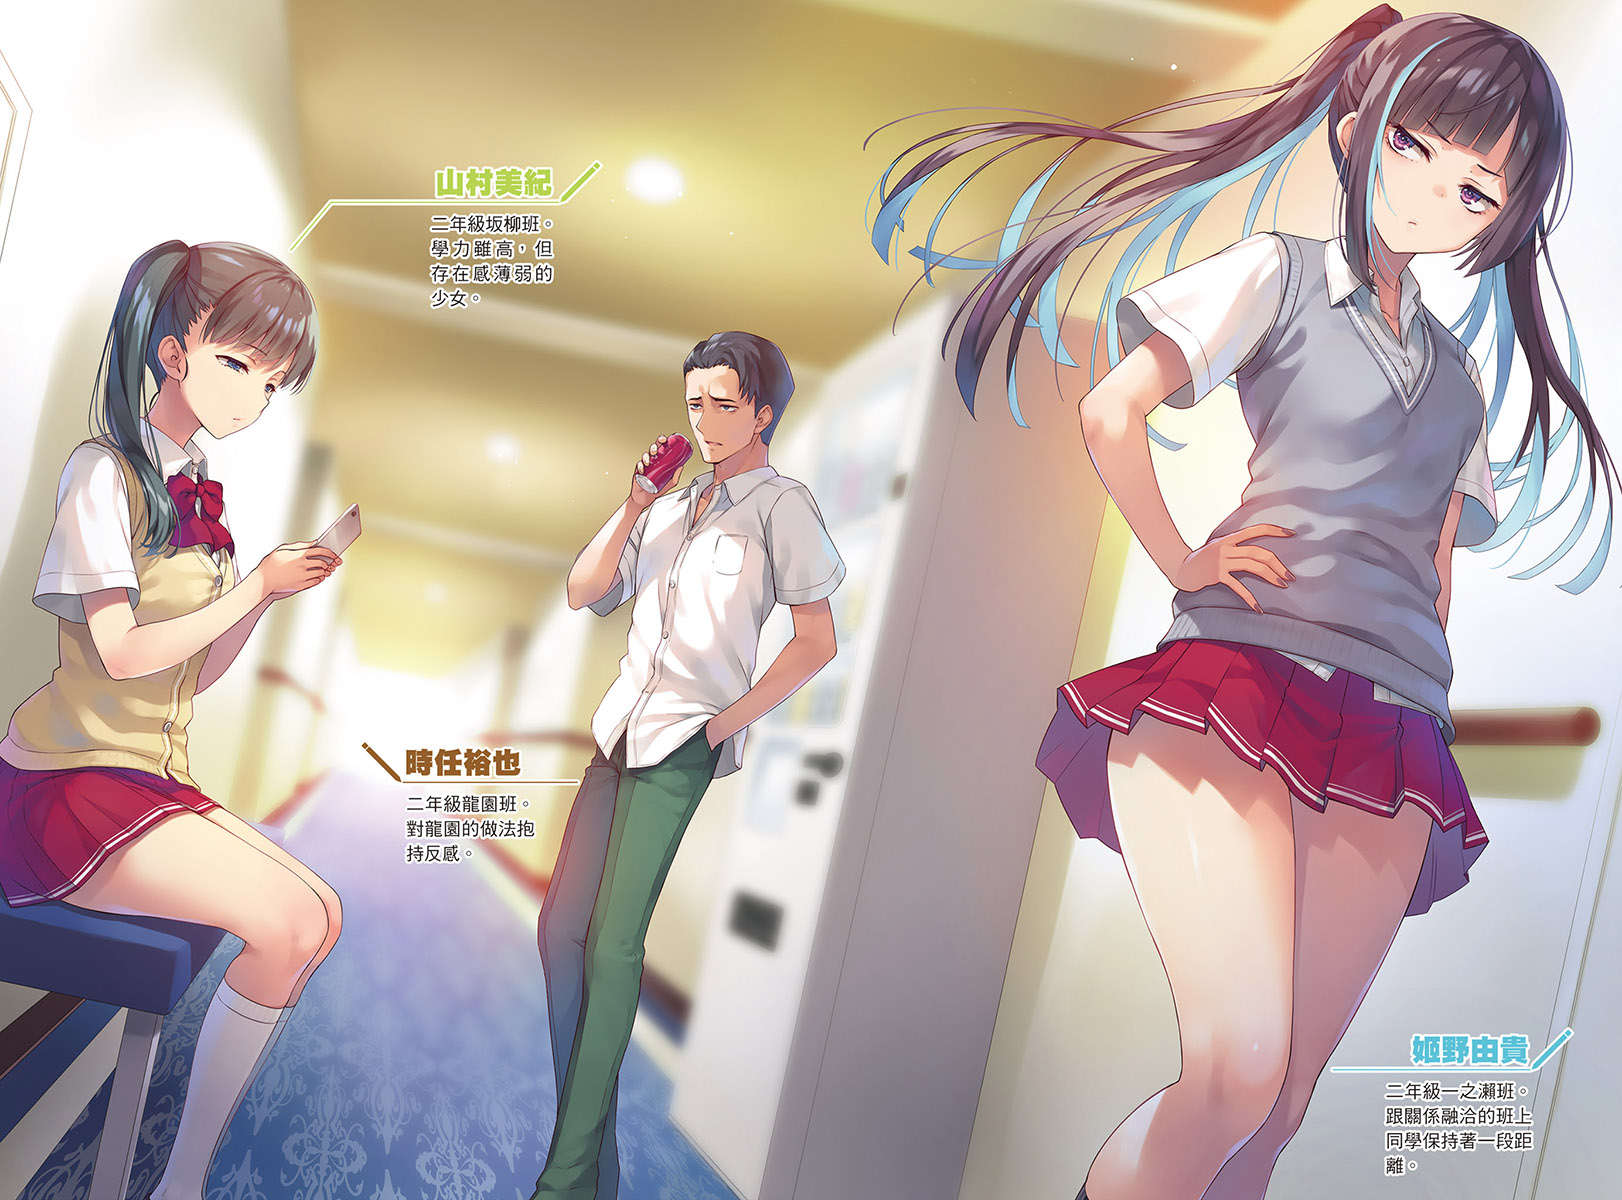 山村美紀
二年級坂柳班。
學力雖高，但
存在感薄弱的
少女。
時任裕也
二年級龍園班。
對龍園的做法抱
持反感。
姬野由貴
二年級一之瀨班。
跟關係融洽的班上
同學保持著一段距
離。